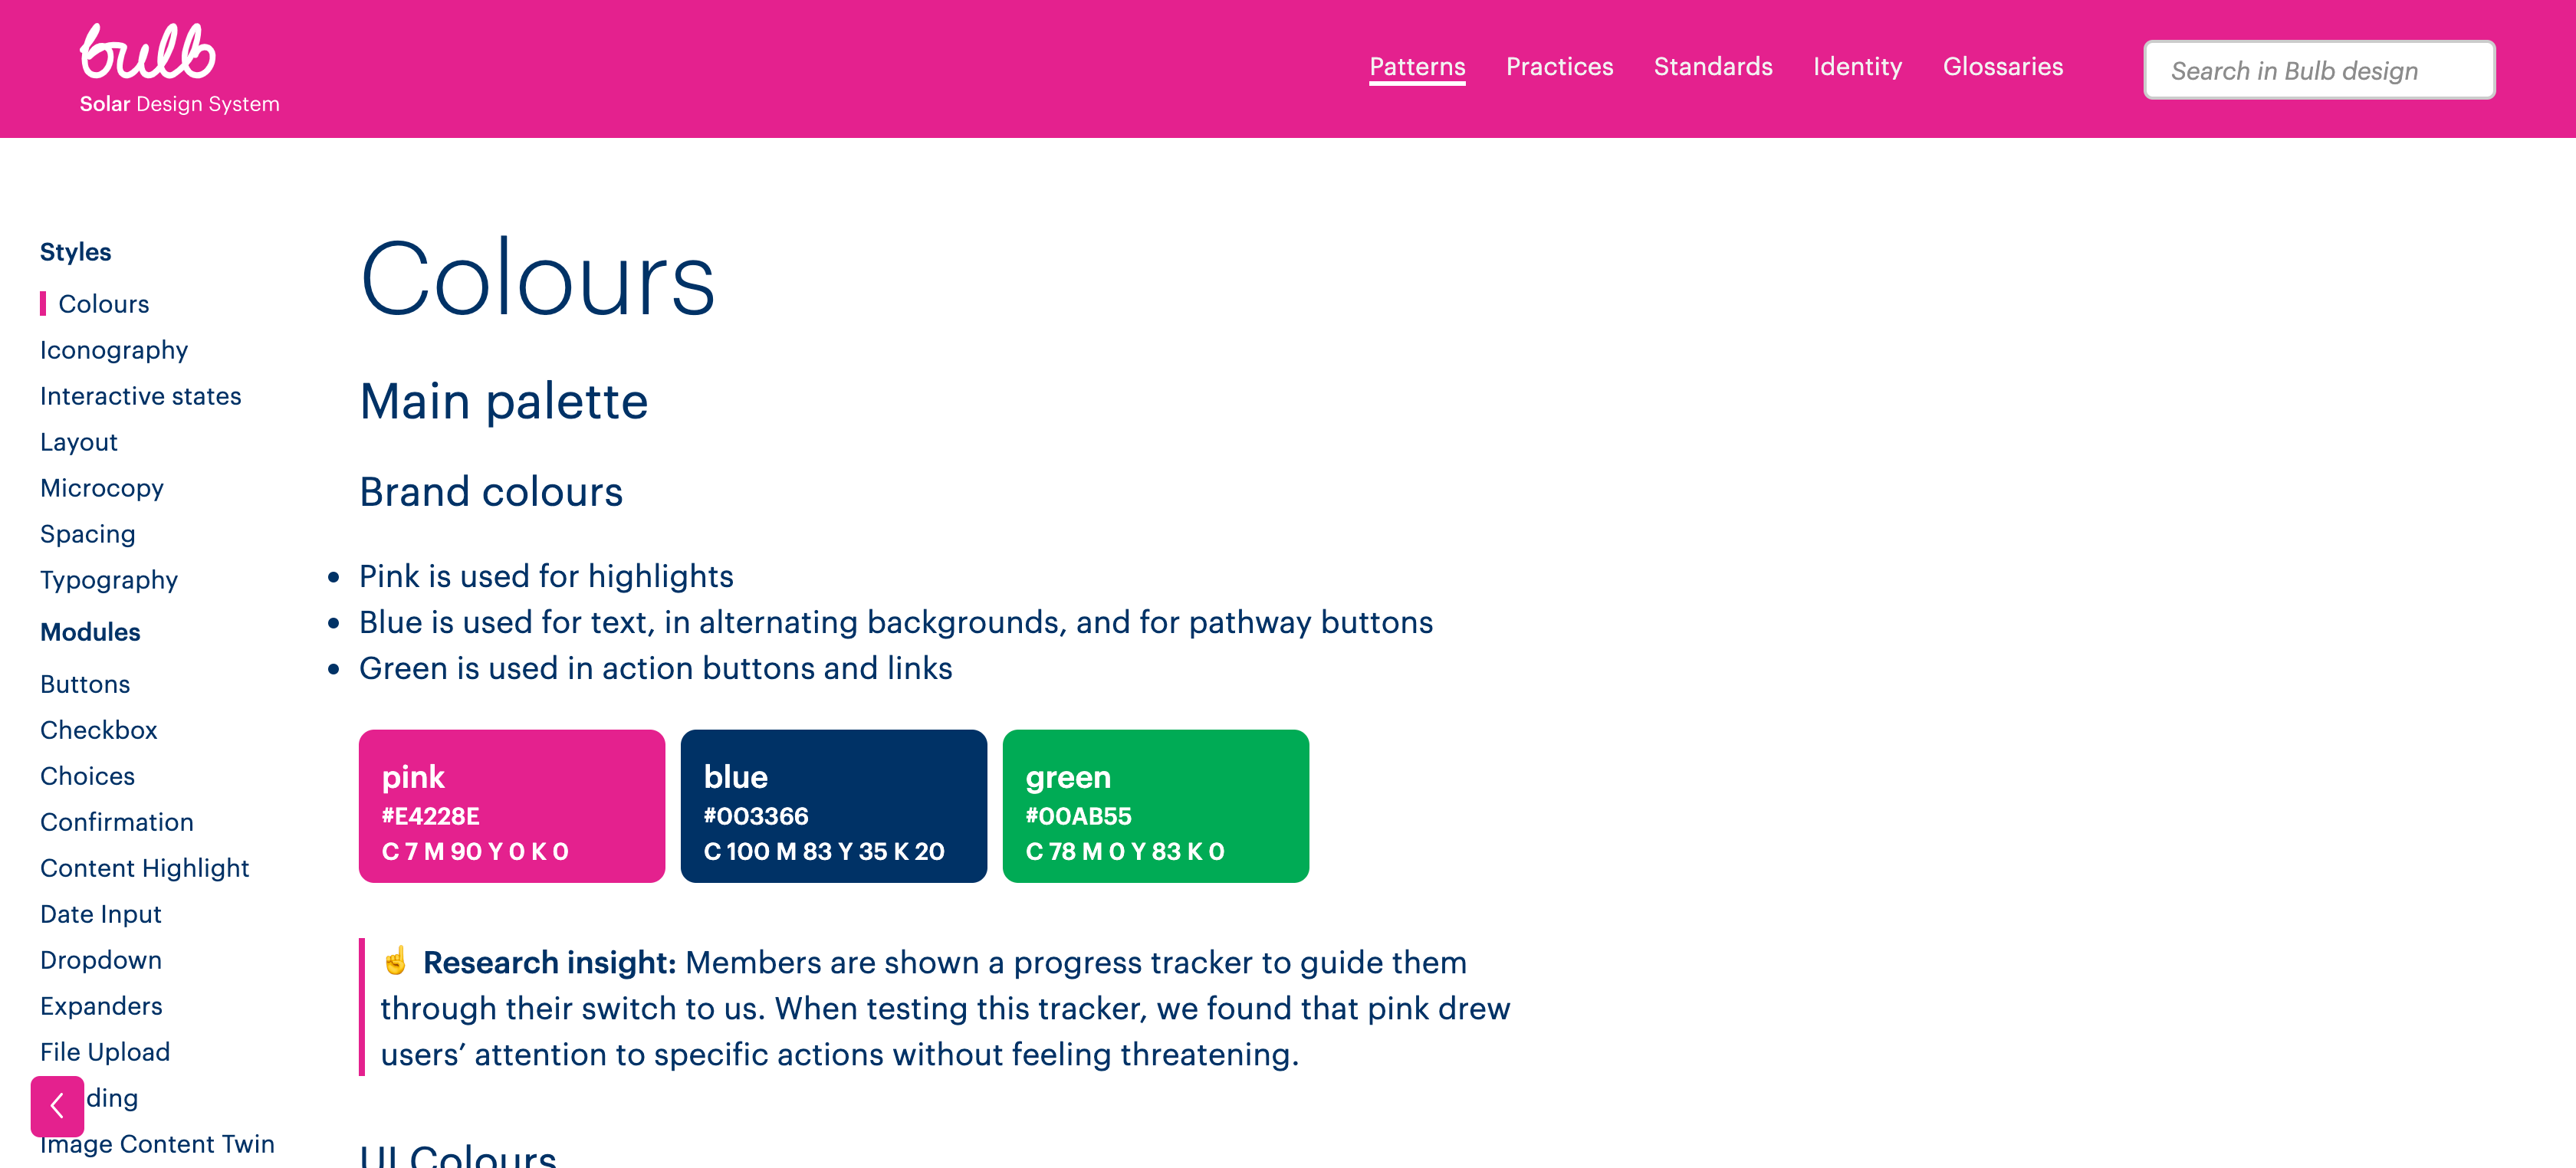 bulb
Solar Design System
Patterns
Practices
Standards
Identity
Glossaries
Search in Bulb design
Styles
Colours
Iconography
Interactive states
Layout
Microcopy
Spacing
Typography
Modules
Buttons
Checkbox
Choices
Confirmation
Content Highlight
Date Input
Dropdown
Expanders
File Upload
ding
Image Content Twin
Colours
Main palette
Brand colours
• Pink is used for highlights
• Blue is used for text, in alternating backgrounds, and for pathway buttons
• Green is used in action buttons and links
pink
#E4228E
C 7 M 90 Y 0 K 0
blue
#003366
C 100 M 83 Y 35 K 20
green
#00AB55
C 78 M 0 Y 83 K 0
☝️ Research insight: Members are shown a progress tracker to guide them
through their switch to us. When testing this tracker, we found that pink drew
users’ attention to specific actions without feeling threatening.
UI Colours